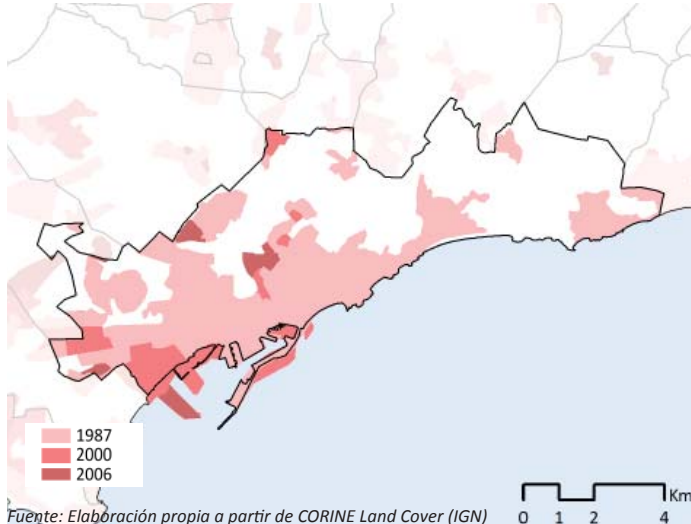 1987
2000
2006
Km
0 1 2 4
Fuente: Elaboración propia a partir de CORINE Land Cover (IGN)